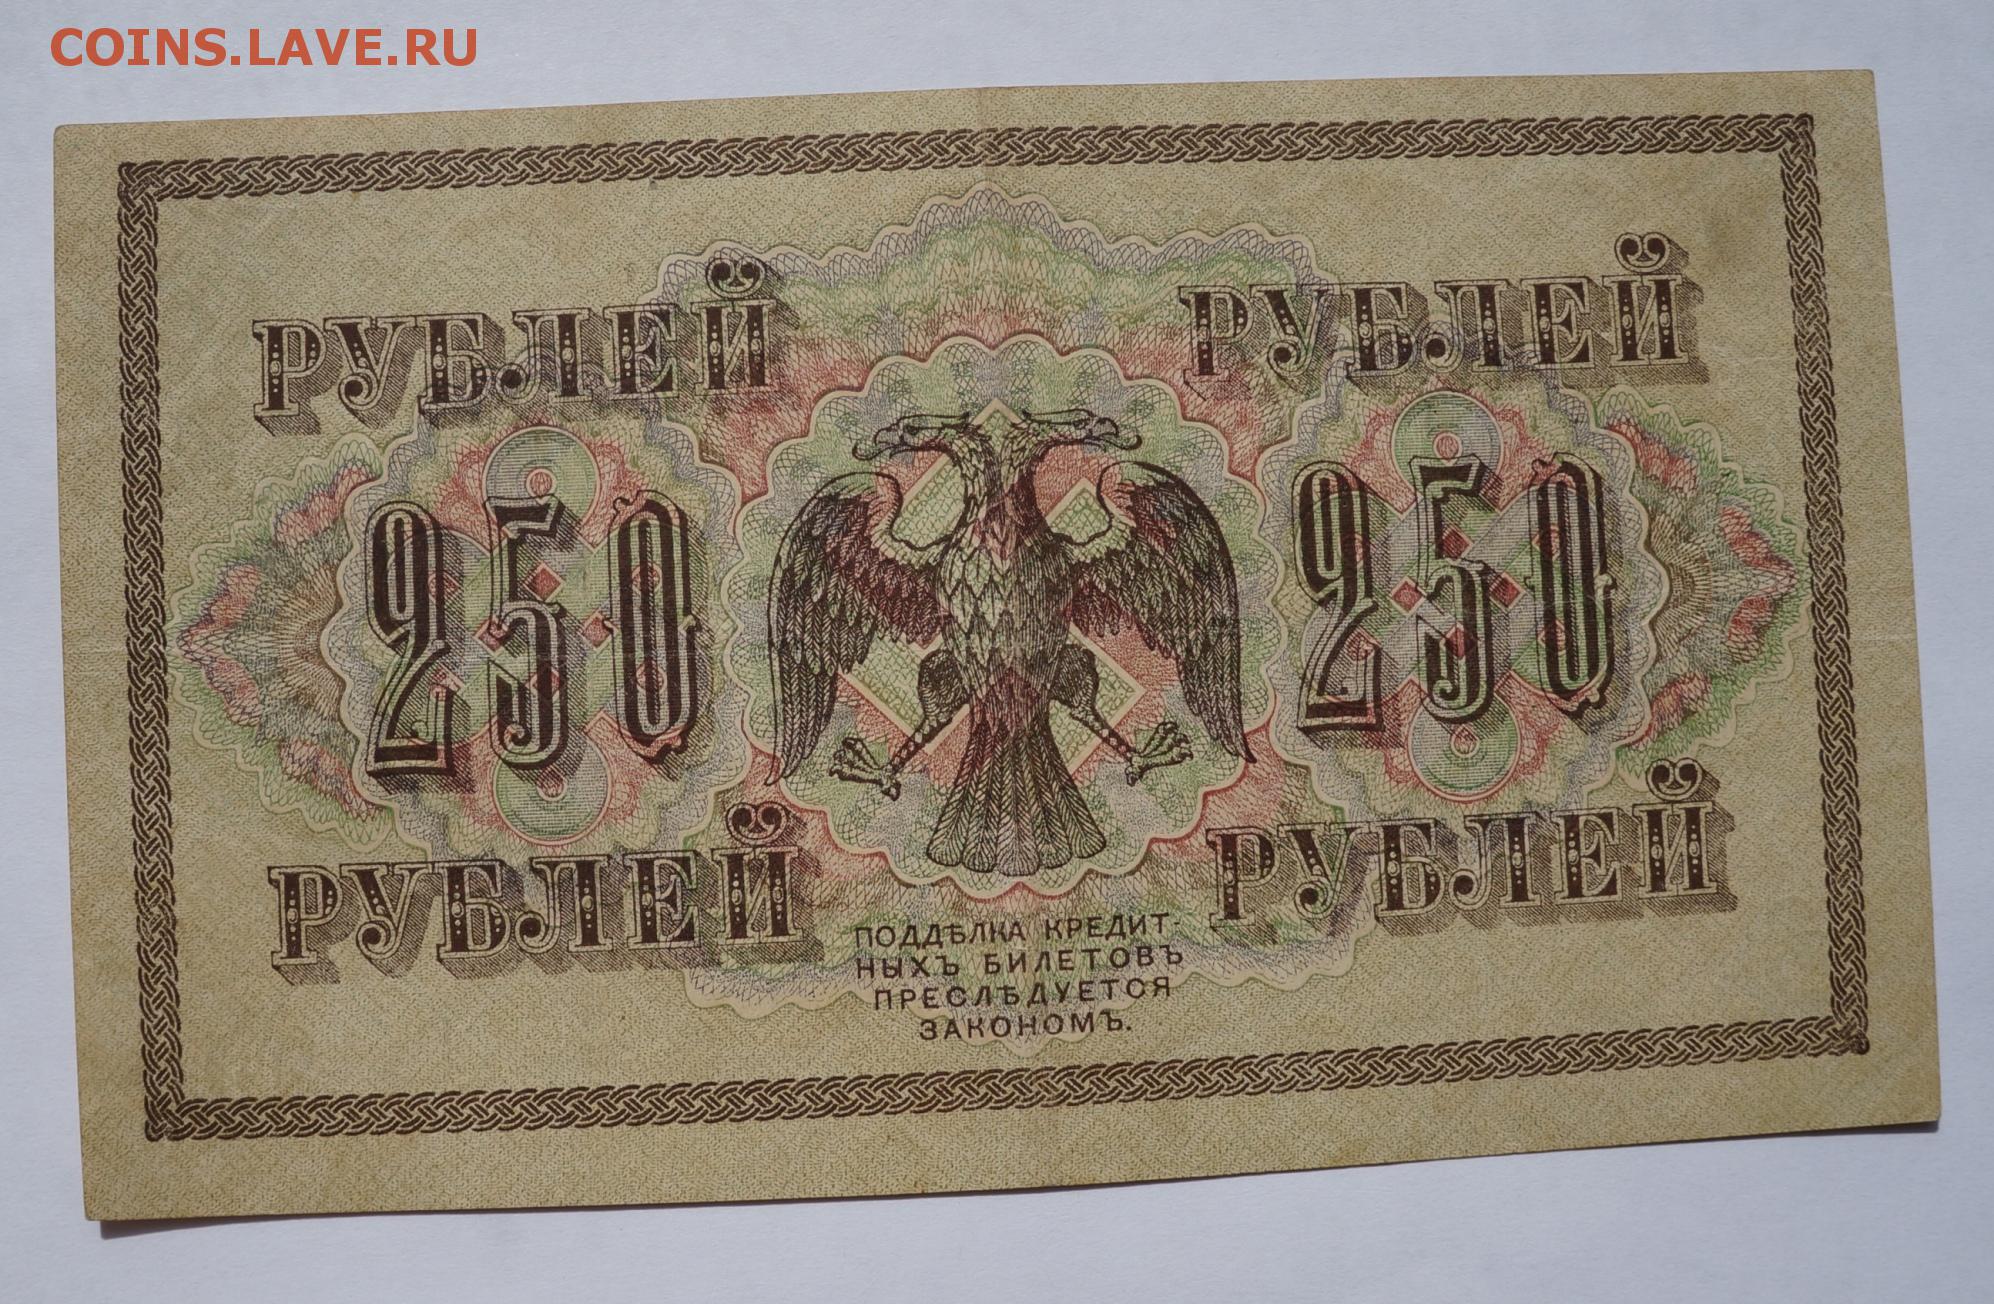 COINS.LAVE.RU
РУБЛЕЙ РУБЛЕЙ
250 250
РУБЛЕЙ РУБЛЕЙ
ПОДДѢЛКА КРЕДИТ-
НЫХЪ БИЛЕТОВЪ
ПРЕСЛѢДУЕТСЯ
ЗАКОНОМЪ.